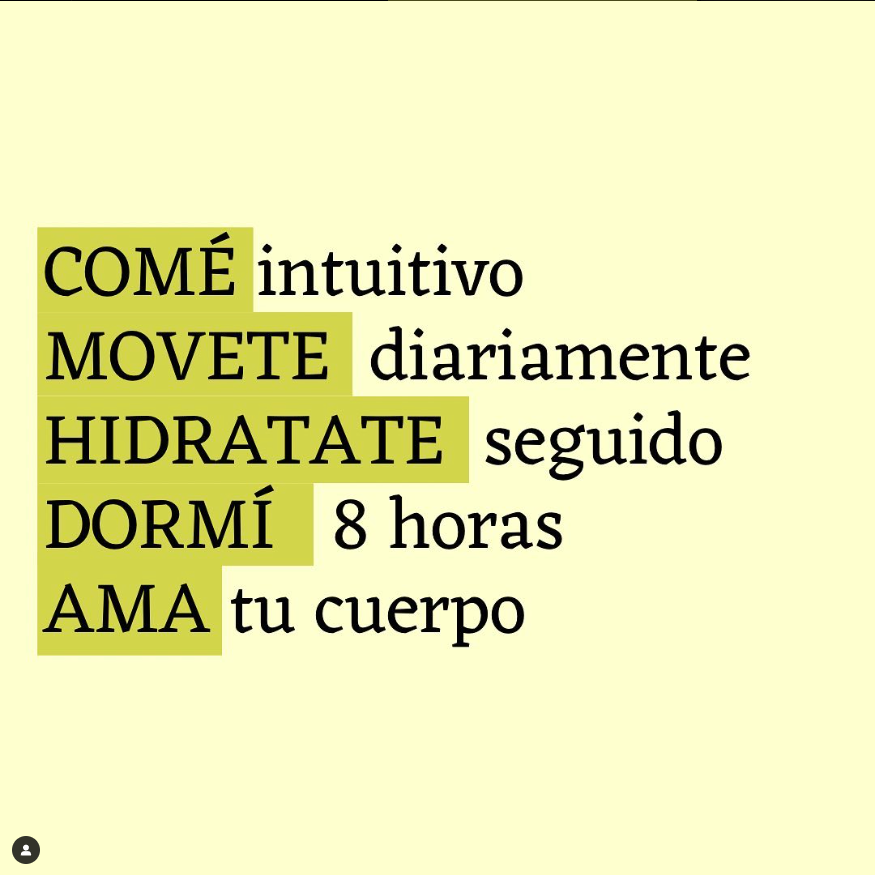 COMÉ intuitivo
MOVETE diariamente
HIDRATATE seguido
DORMÍ 8 horas
AMA tu cuerpo